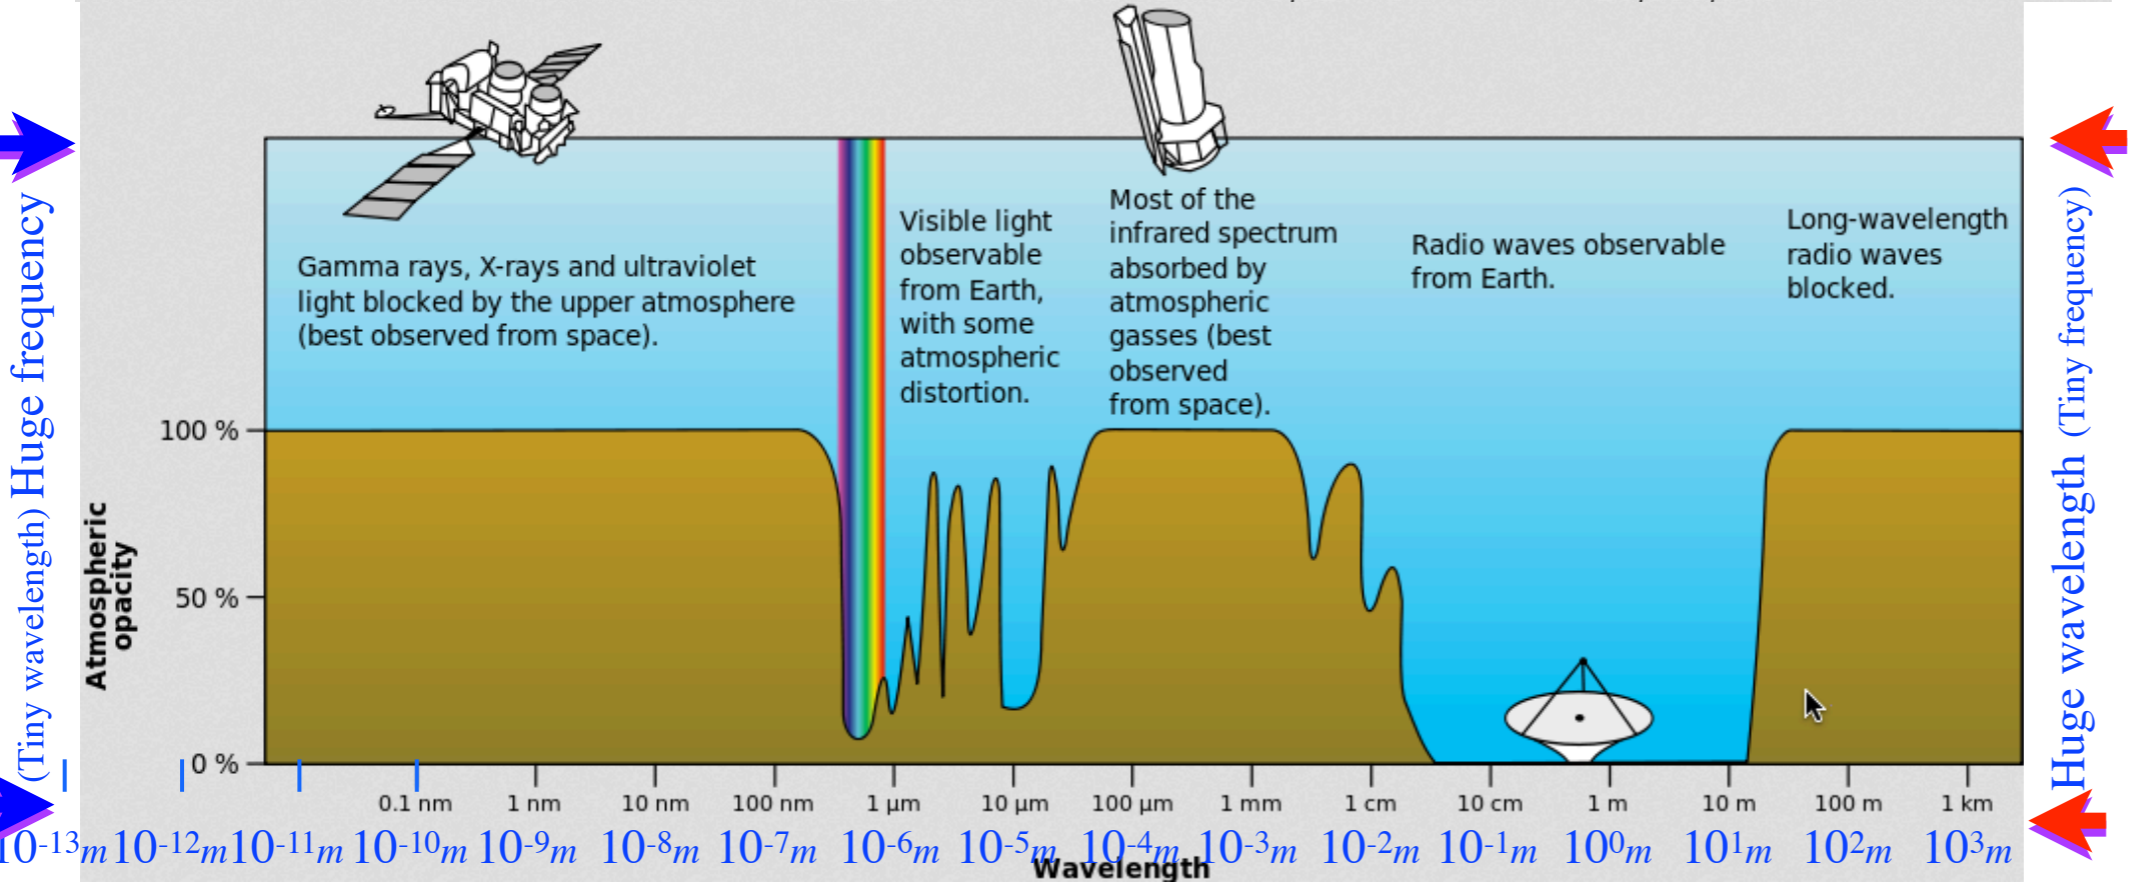 Gamma rays, X-rays and ultraviolet
light blocked by the upper atmosphere
(best observed from space).
Visible light
observable
from Earth,
with some
atmospheric
distortion.
Most of the
infrared spectrum
absorbed by
atmospheric
gasses (best
observed
from space).
Radio waves observable
from Earth.
Long-wavelength
radio waves
blocked.
(Tiny wavelength) Huge frequency
Huge wavelength (Tiny frequency)
Atmospheric
opacity
100 %
50 %
0 %
0.1 nm 1 nm 10 nm 100 nm 1 µm 10 µm 100 µm 1 mm 1 cm 10 cm 1 m 10 m 100 m 1 km
10⁻¹³m 10⁻¹²m 10⁻¹¹m 10⁻¹⁰m 10⁻⁹m 10⁻⁸m 10⁻⁷m 10⁻⁶m 10⁻⁵m 10⁻⁴m 10⁻³m 10⁻²m 10⁻¹m 10⁰m 10¹m 10²m 10³m
Wavelength